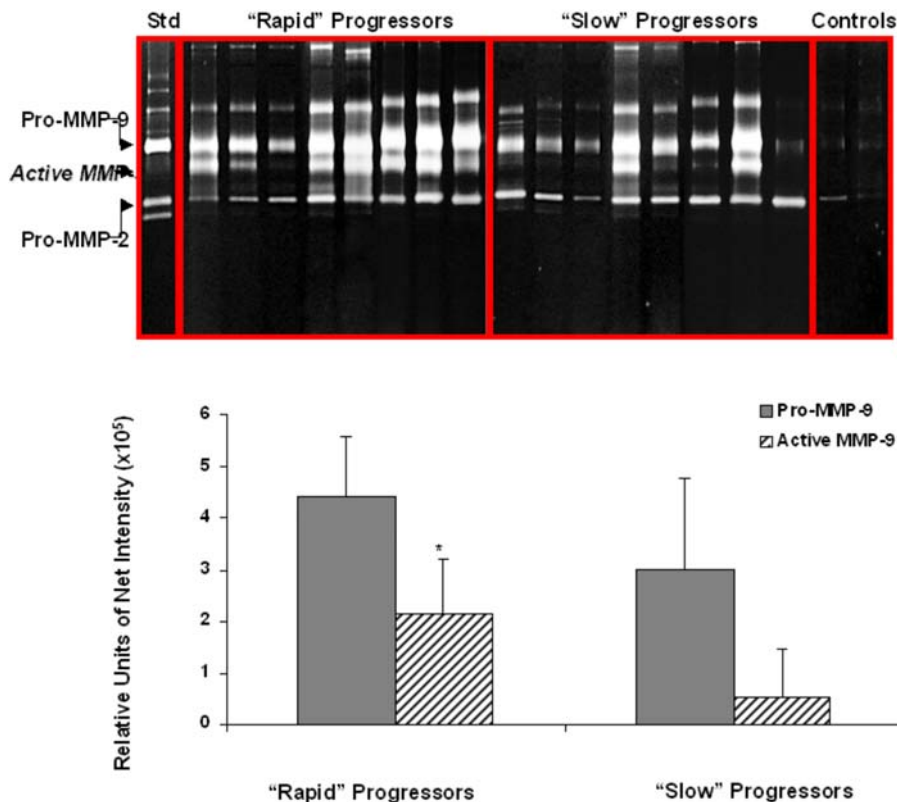 Std "Rapid" Progressors "Slow" Progressors Controls
Pro-MMP-9
Active MMP-
Pro-MMP-2
Relative Units of Net Intensity (x10⁵)
6
5
4
3
2
1
0
*
Pro-MMP-9
Active MMP-9
"Rapid" Progressors "Slow" Progressors